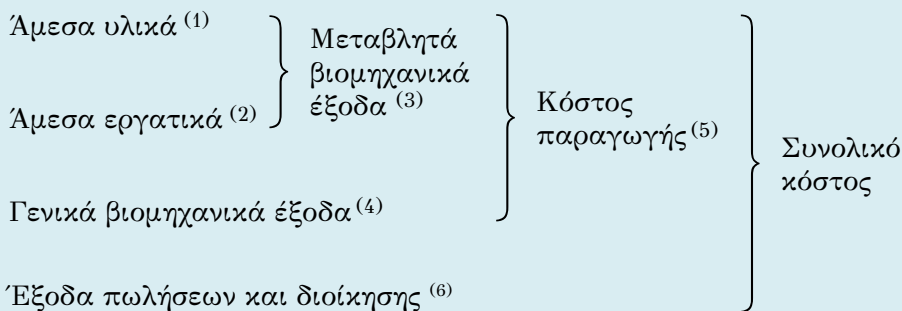 Άμεσα υλικά (1)
Μεταβλητά
βιομηχανικά
έξοδα (3)
Άμεσα εργατικά (2)
Κόστος
παραγωγής (5)
Συνολικό
κόστος
Γενικά βιομηχανικά έξοδα (4)
Έξοδα πωλήσεων και διοίκησης (6)